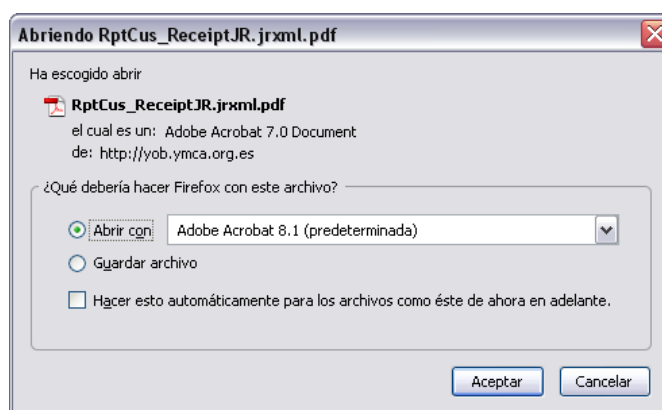 Abriendo RptCus_ReceiptJR.jrxml.pdf
Ha escogido abrir
RptCus_ReceiptJR.jrxml.pdf
el cual es un: Adobe Acrobat 7.0 Document
de: http://yob.ymca.org.es
¿Qué debería hacer Firefox con este archivo?
Abrir con Adobe Acrobat 8.1 (predeterminada)
Guardar archivo
Hacer esto automáticamente para los archivos como éste de ahora en adelante.
Aceptar Cancelar